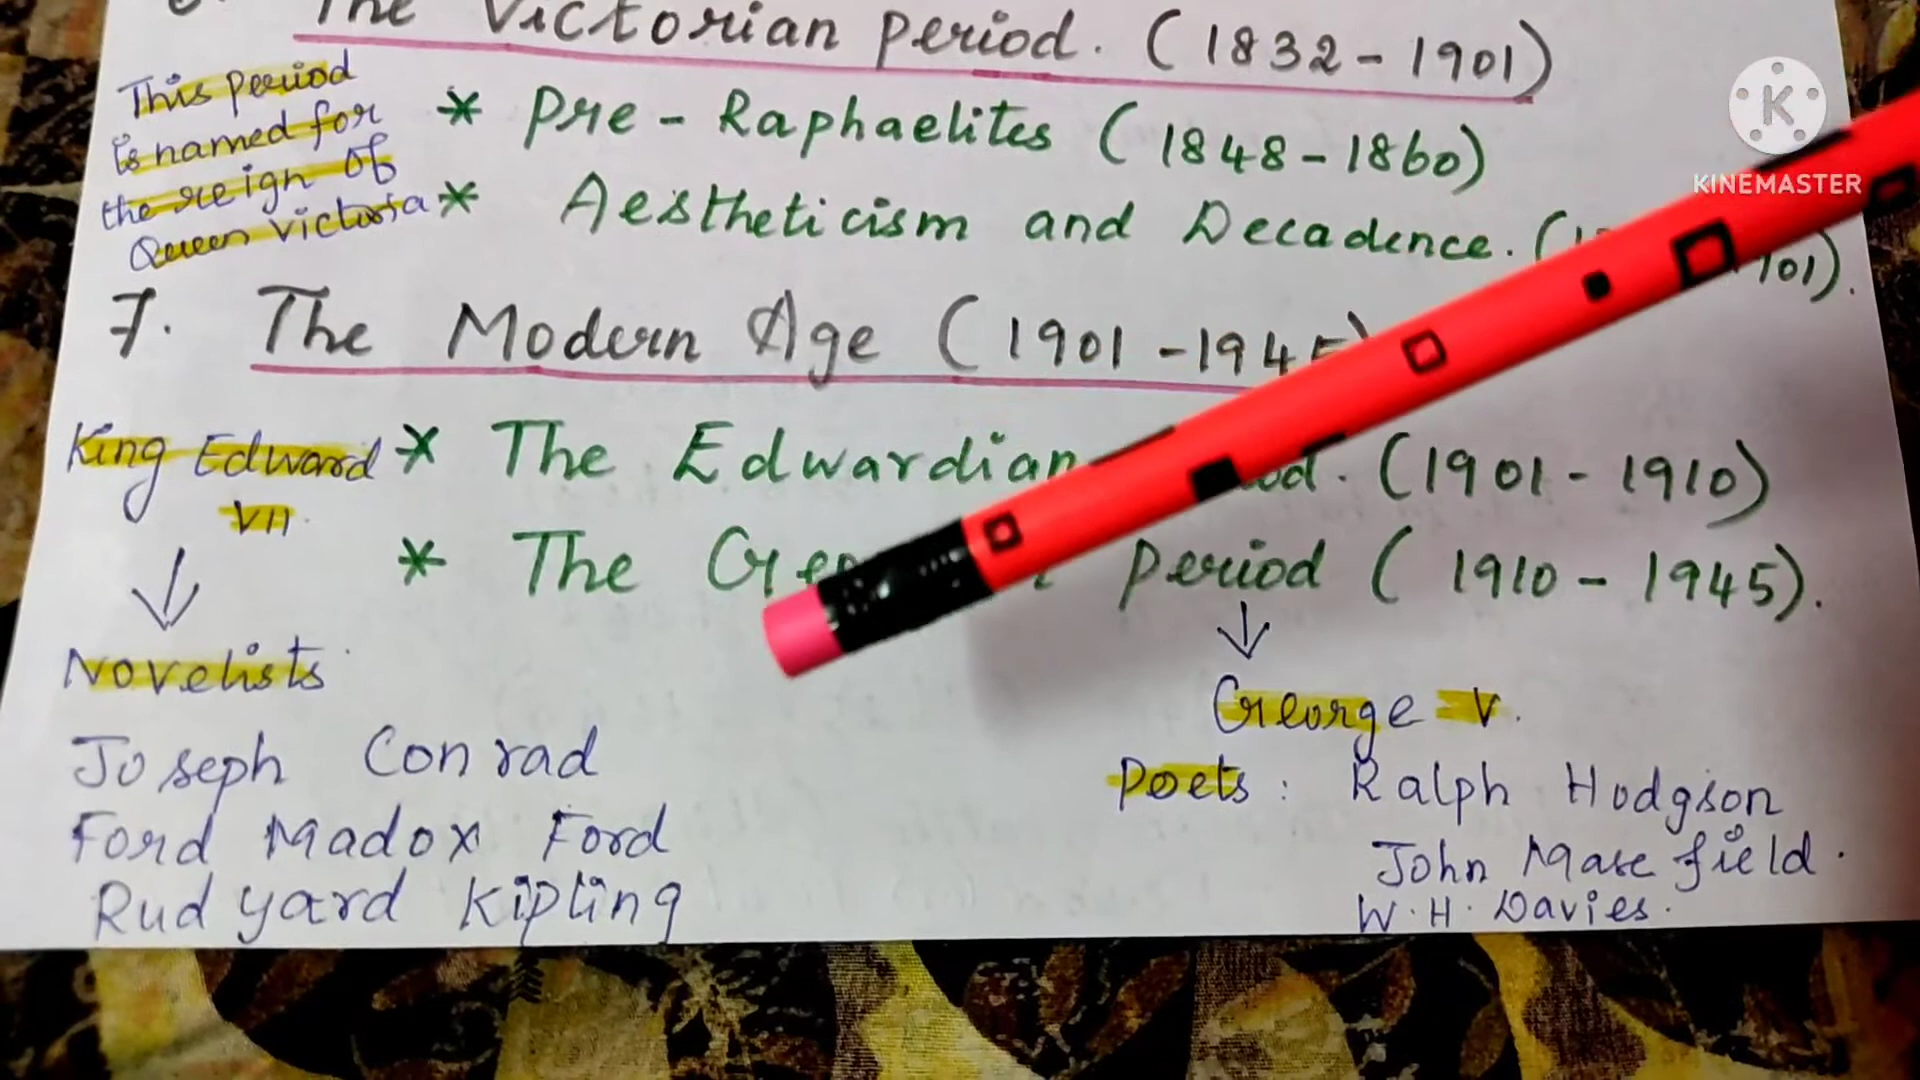 The Victorian period. (1832-1901)
This period
is named for
the reign of
Queen Victoria
* Pre-Raphaelites (1848-1860)
* Aestheticism and Decadence.
KINEMASTER
7. The Modern Age (1901-1945)
King Edward
VII
* The Edwardian (1901-1910)
* The period (1910-1945).
Novelists
Joseph Conrad
Ford Madox Ford
Rudyard Kipling
George V.
Poets: Ralph Hodgson
John Masefield.
W.H. Davies.